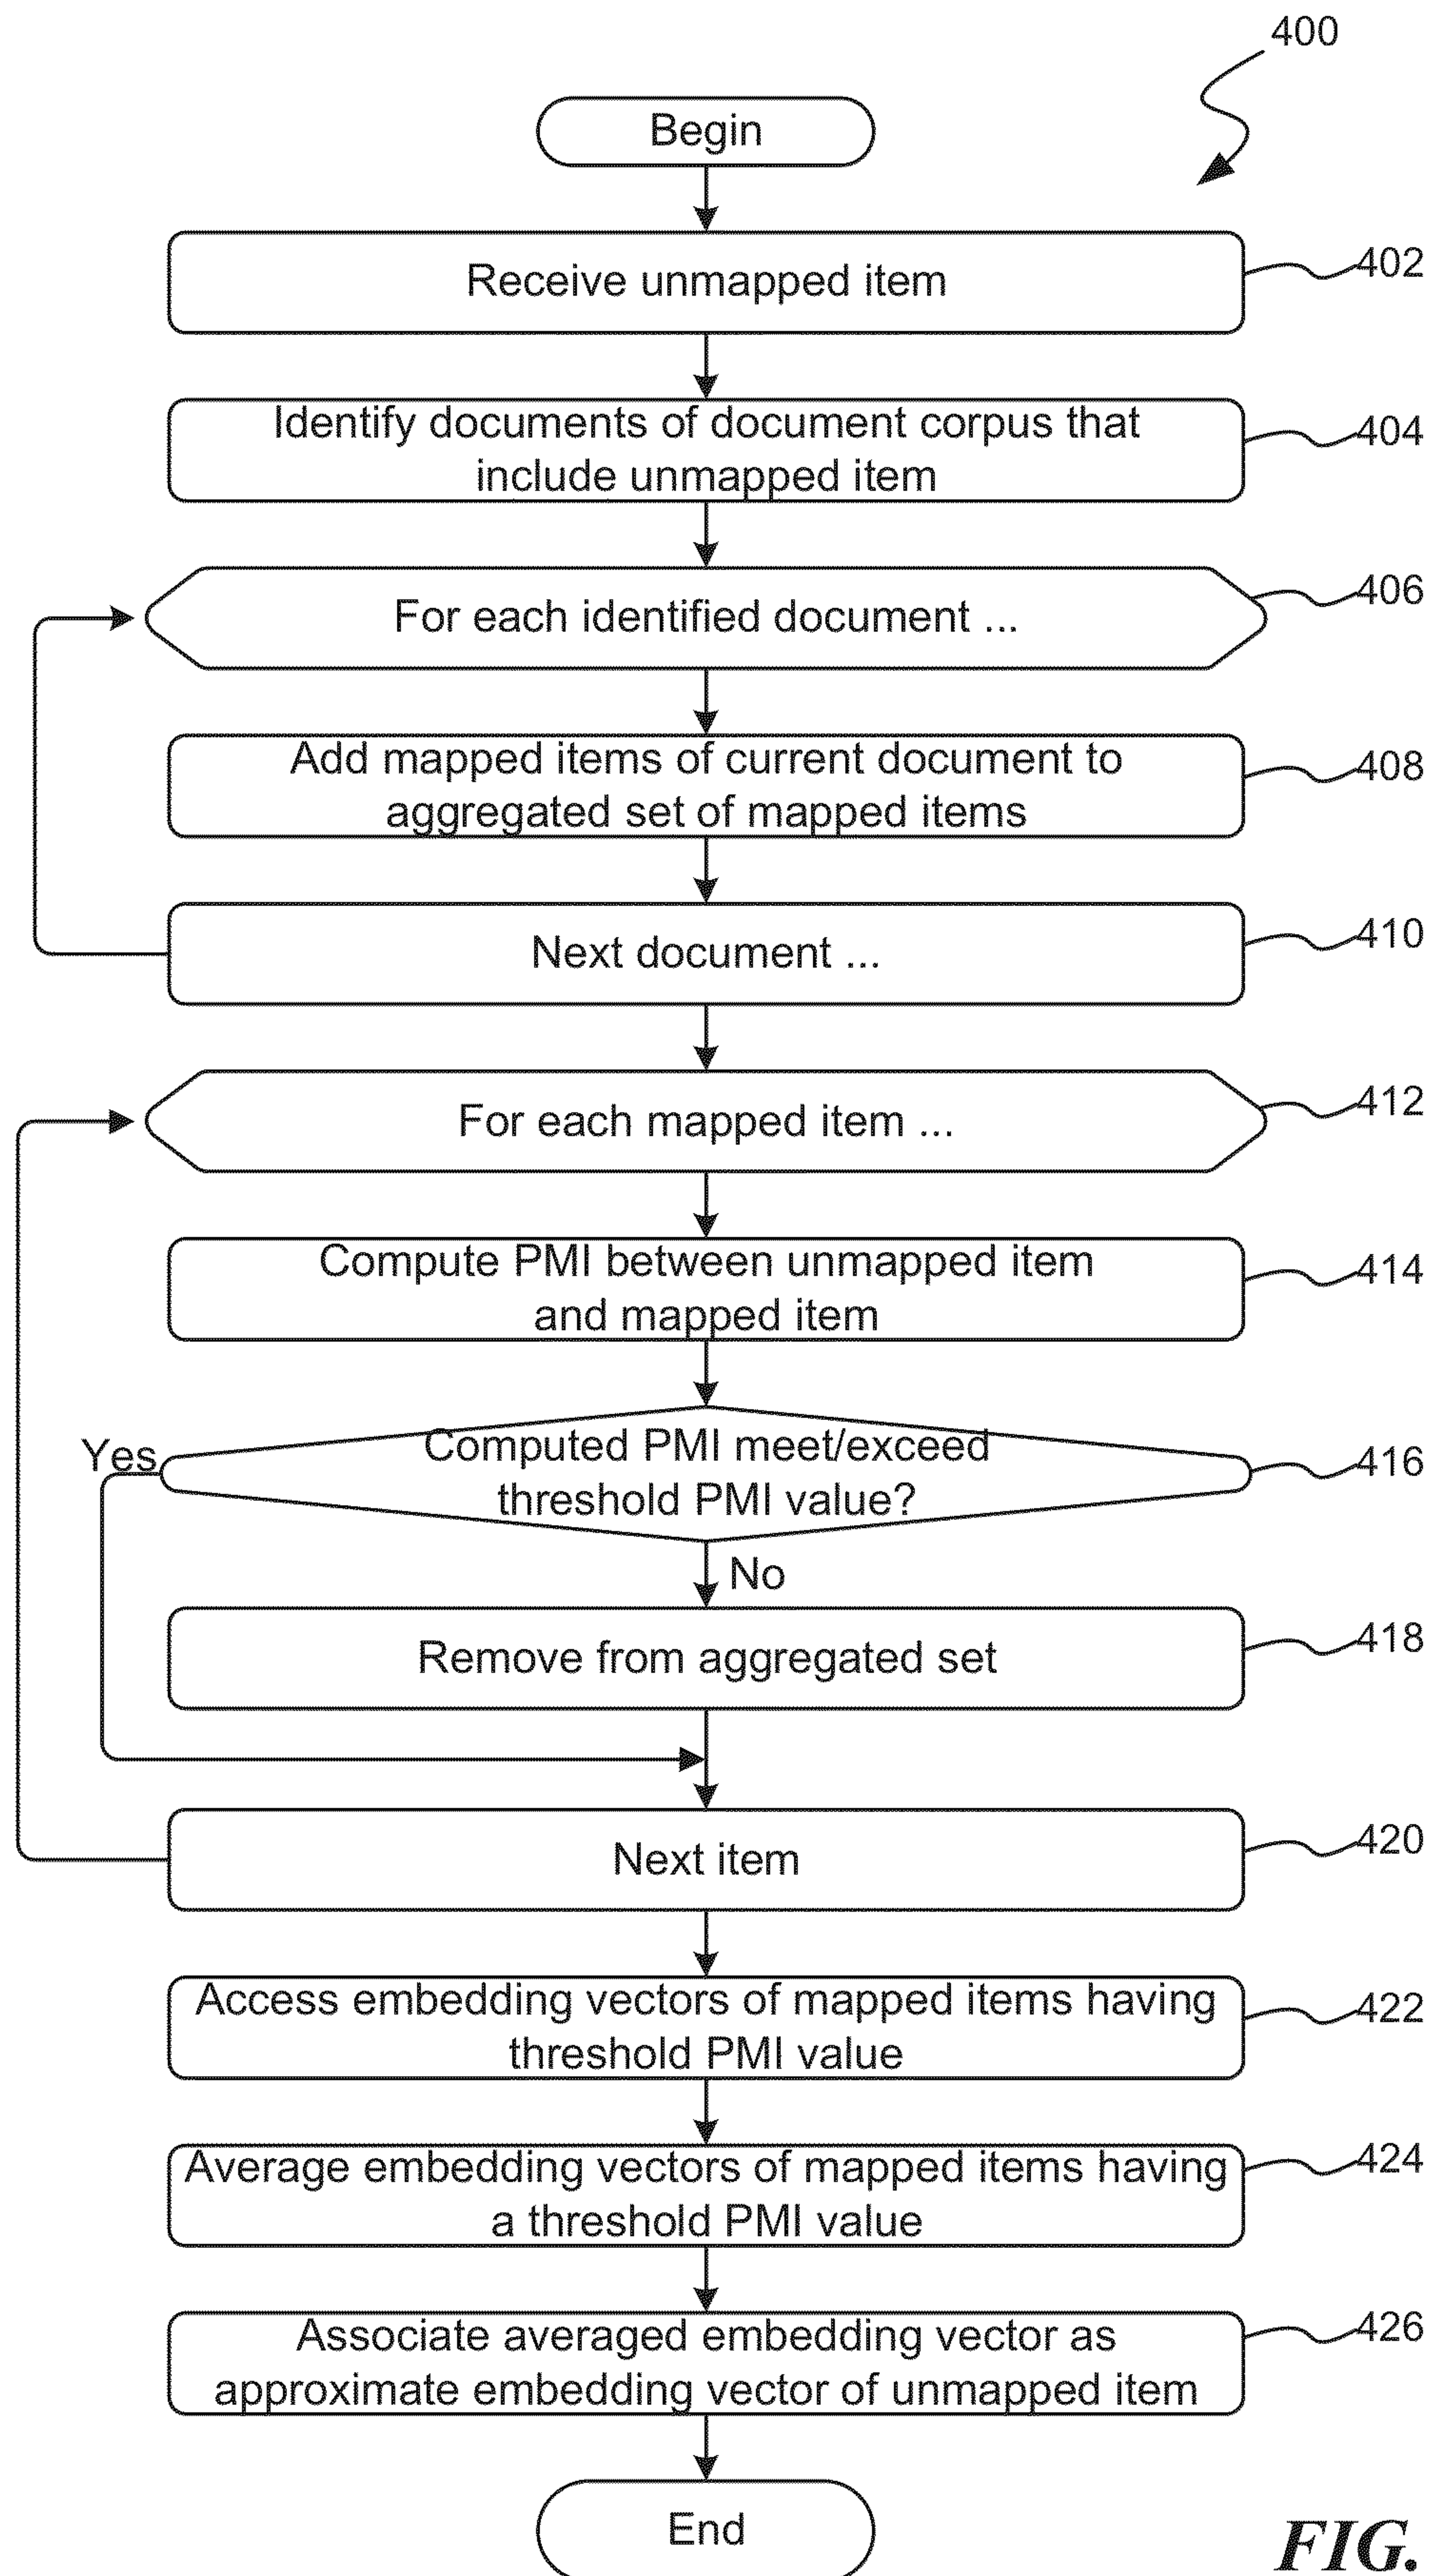 400
Begin
Receive unmapped item
402
Identify documents of document corpus that
include unmapped item
404
For each identified document ...
406
Add mapped items of current document to
aggregated set of mapped items
408
Next document ...
410
For each mapped item ...
412
Compute PMI between unmapped item
and mapped item
414
Computed PMI meet/exceed
threshold PMI value?
416
Yes
No
Remove from aggregated set
418
Next item
420
Access embedding vectors of mapped items having
threshold PMI value
422
Average embedding vectors of mapped items having
a threshold PMI value
424
Associate averaged embedding vector as
approximate embedding vector of unmapped item
426
End
FIG.